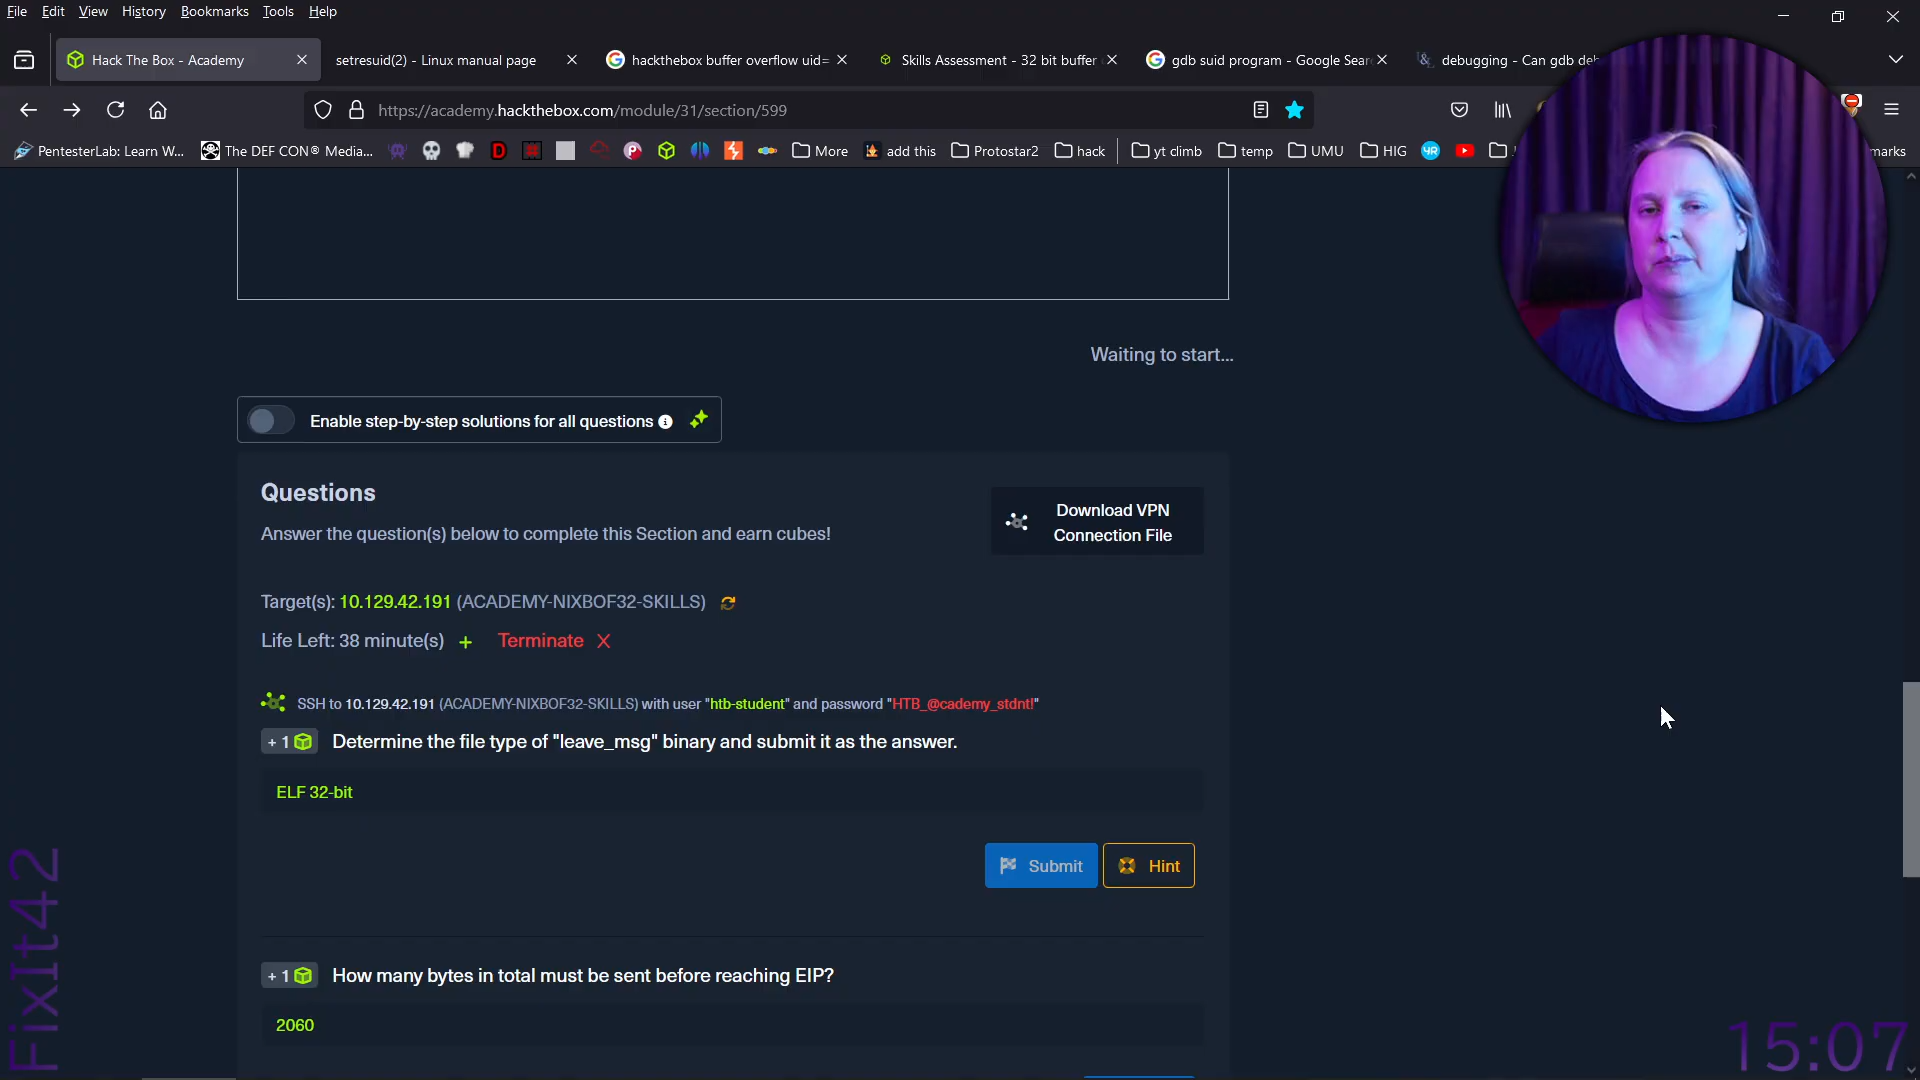 File Edit View History Bookmarks Tools Help
Hack The Box - Academy
setresuid(2) - Linux manual page
hackthebox buffer overflow uid=
Skills Assessment - 32 bit buffer
gdb suid program - Google Sear
debugging - Can gdb deb
https://academy.hackthebox.com/module/31/section/599
PentesterLab: Learn W... The DEF CON® Media... More add this Protostar2 hack yt climb temp UMU HIG
marks
Waiting to start...
Enable step-by-step solutions for all questions
Questions
Answer the question(s) below to complete this Section and earn cubes!
Download VPN
Connection File
Target(s): 10.129.42.191 (ACADEMY-NIXBOF32-SKILLS)
Life Left: 38 minute(s) + Terminate X
SSH to 10.129.42.191 (ACADEMY-NIXBOF32-SKILLS) with user "htb-student" and password "HTB_@cademy_stdnt!"
+ 1 Determine the file type of "leave_msg" binary and submit it as the answer.
ELF 32-bit
Submit Hint
+ 1 How many bytes in total must be sent before reaching EIP?
2060
FixIt42
15:07